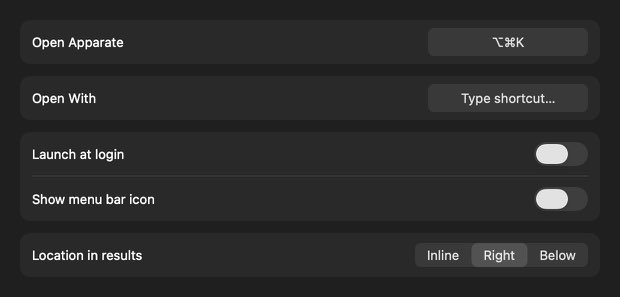 Open Apparate
⌥⌘K
Open With
Type shortcut...
Launch at login
Show menu bar icon
Location in results
Inline Right Below